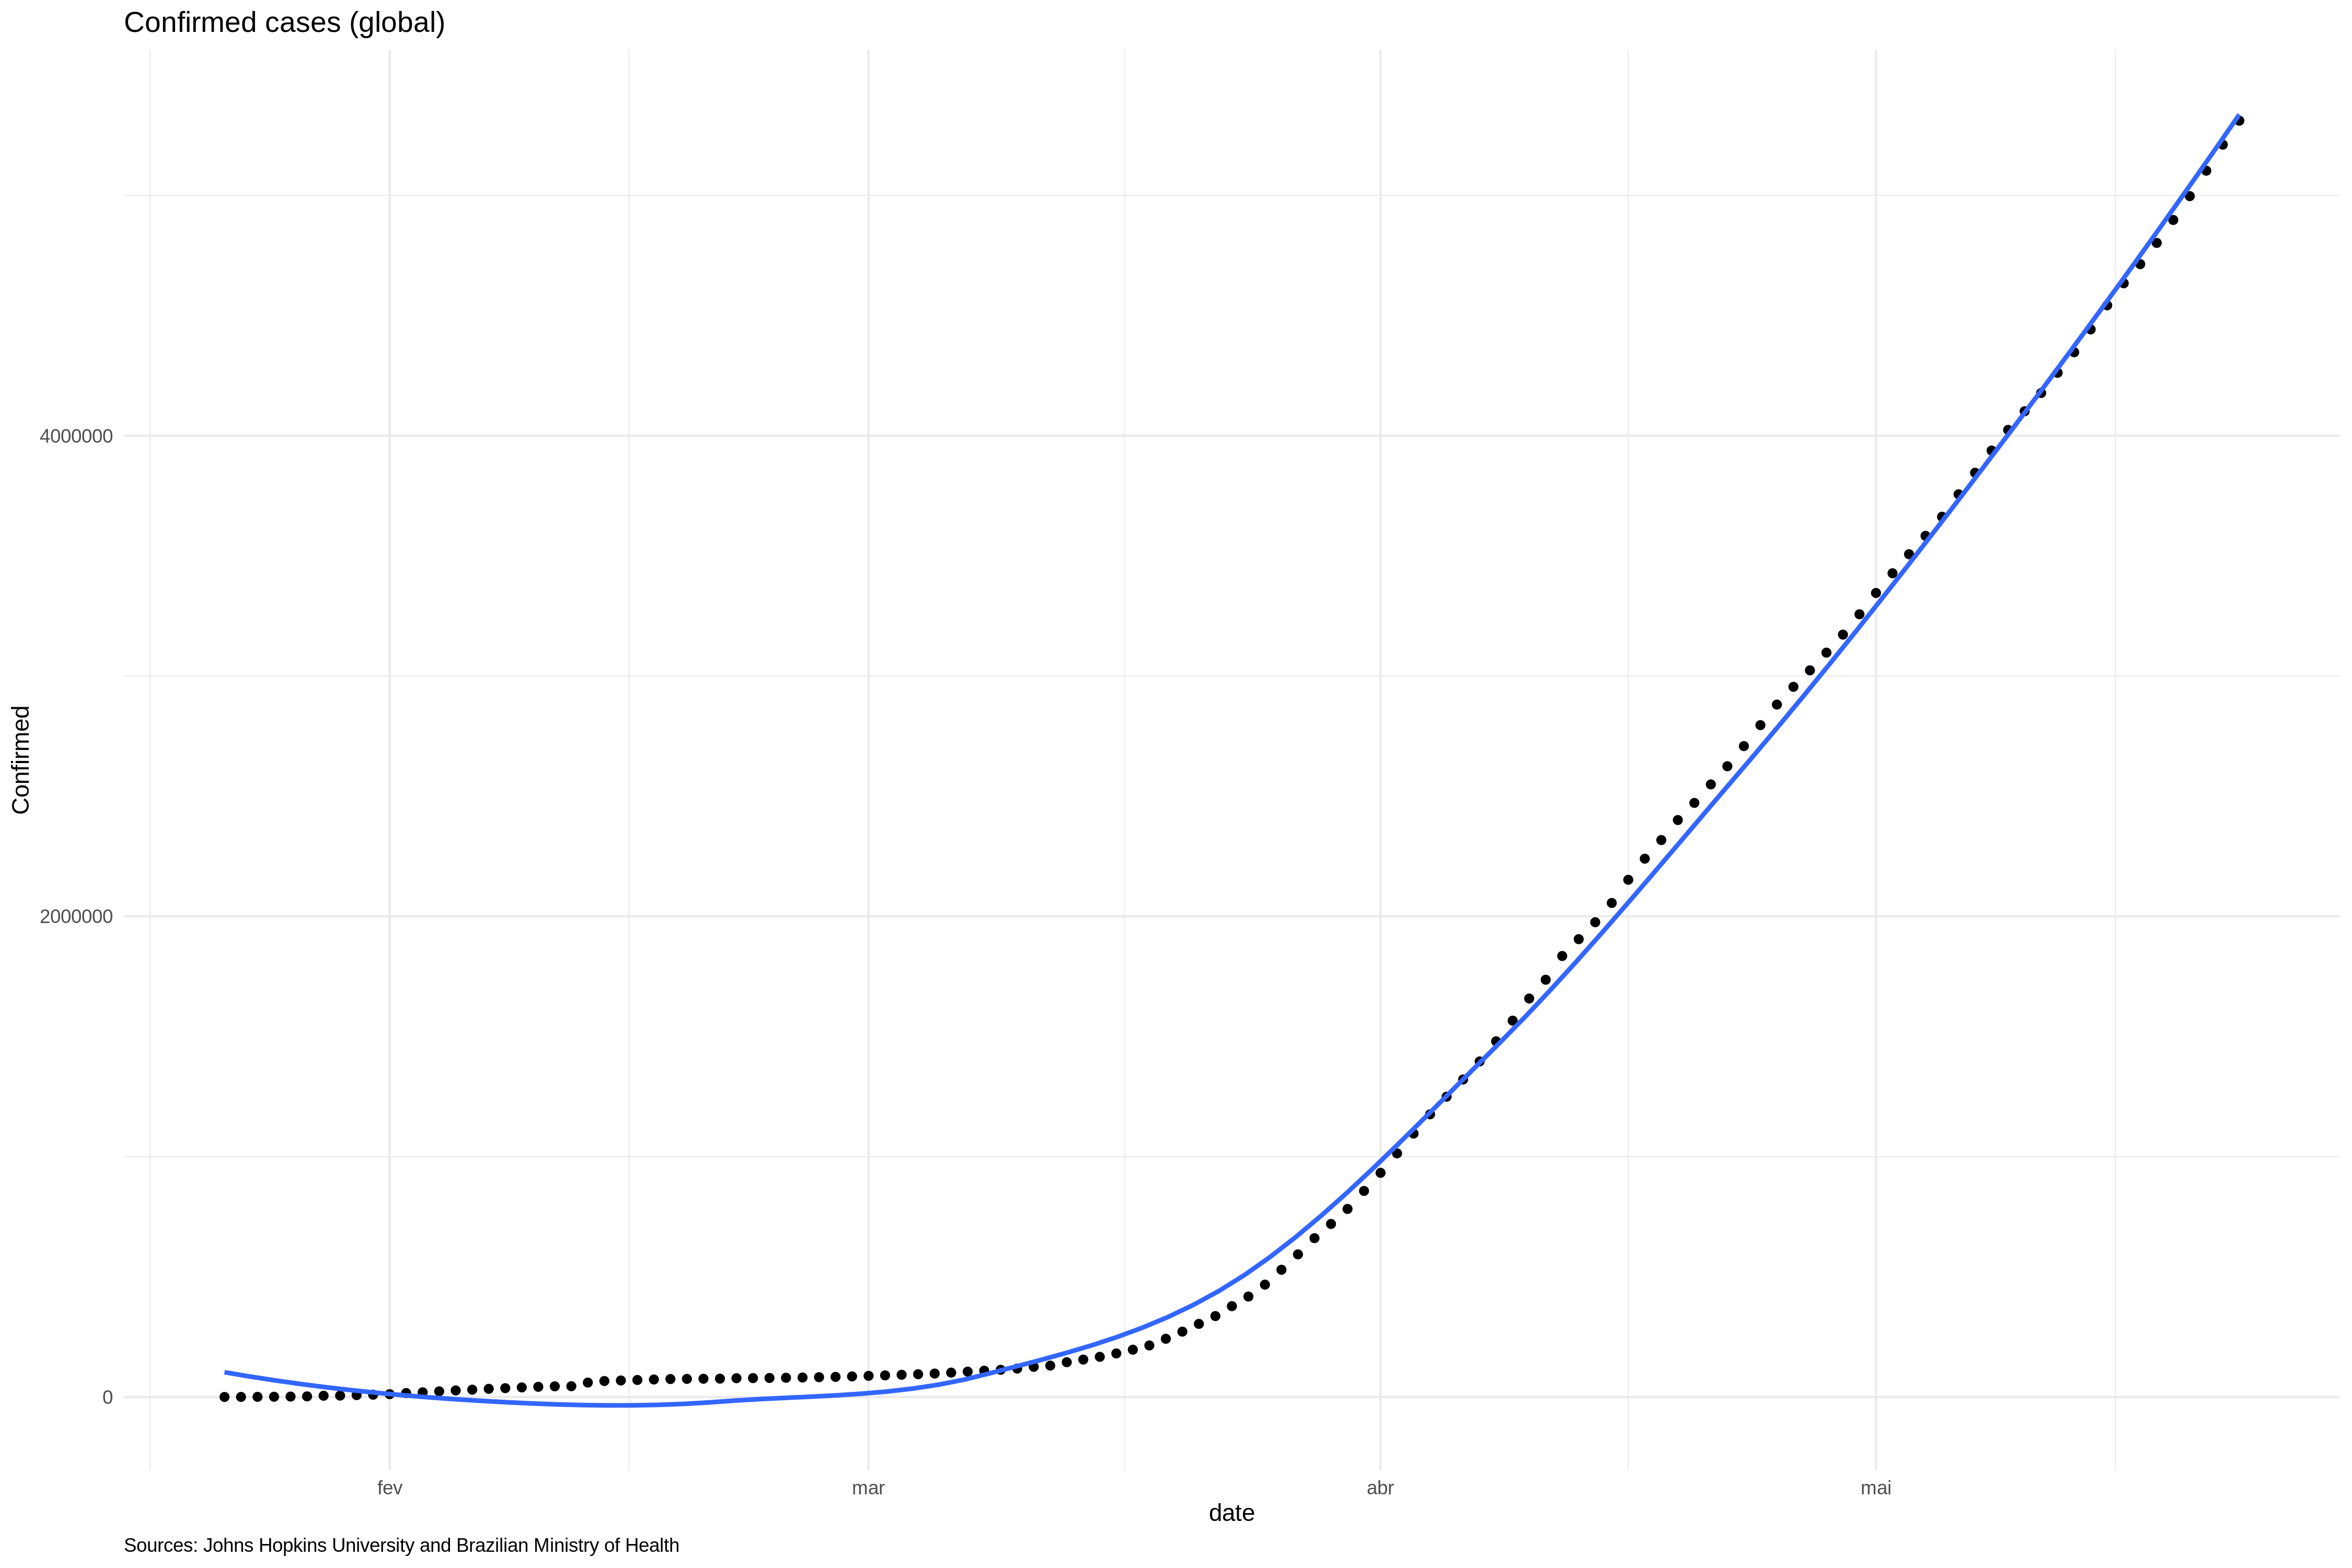 Confirmed cases (global)
Confirmed
4000000
2000000
0
fev
mar
abr
mai
date
Sources: Johns Hopkins University and Brazilian Ministry of Health